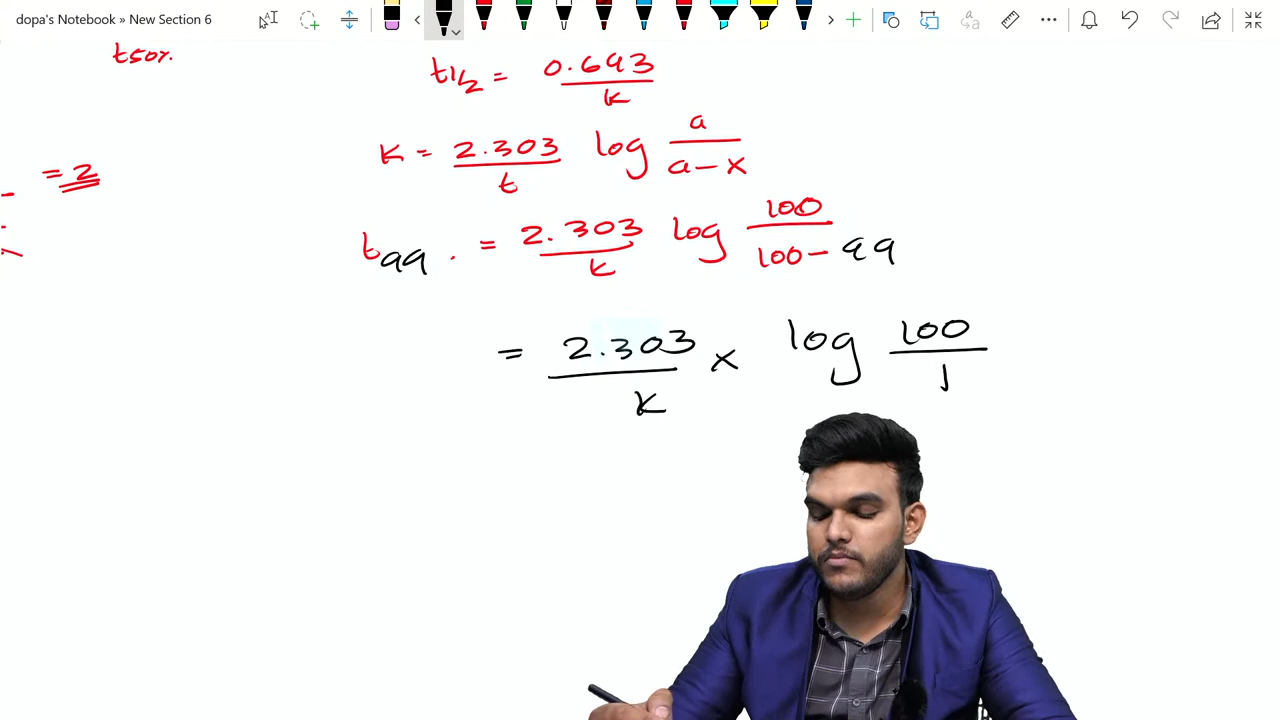 dopa's Notebook » New Section 6
t50%.
t1/2 = 0.693/k
= 2
k = 2.303/t log a/a-x
t99. = 2.303/k log 100/100-99
= 2.303/k x log 100/1